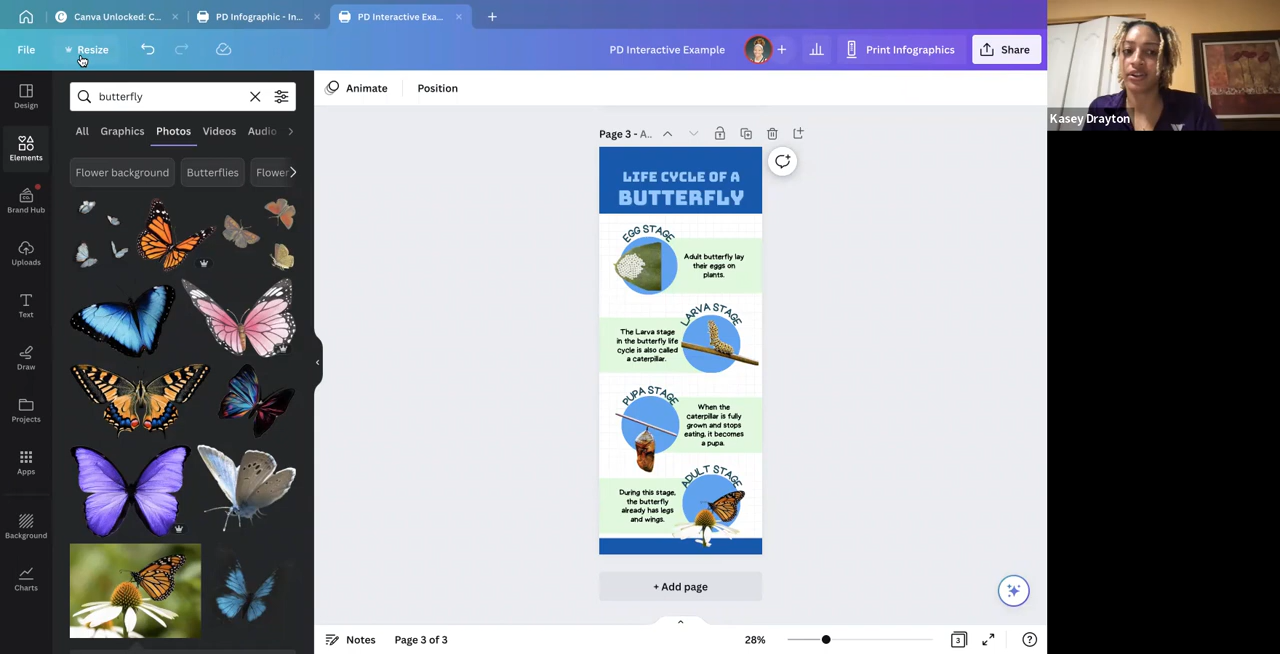 Canva Unlocked: C...
PD Infographic - In...
PD Interactive Exa...
File
Resize
PD Interactive Example
Print Infographics
Share
Kasey Drayton
Design
Elements
Brand Hub
Uploads
Text
Draw
Projects
Apps
Background
Charts
butterfly
All Graphics Photos Videos Audio
Flower background Butterflies Flower
Animate Position
Page 3 - A...
LIFE CYCLE OF A
BUTTERFLY
EGG STAGE
Adult butterfly lay
their eggs on
plants.
LARVA STAGE
The Larva stage
in the butterfly life
cycle is also called
a caterpillar.
PUPA STAGE
When the
caterpillar is fully
grown and stops
eating, it becomes
a pupa.
ADULT STAGE
During this stage,
the butterfly
already has legs
and wings.
+ Add page
Notes Page 3 of 3
28%
3